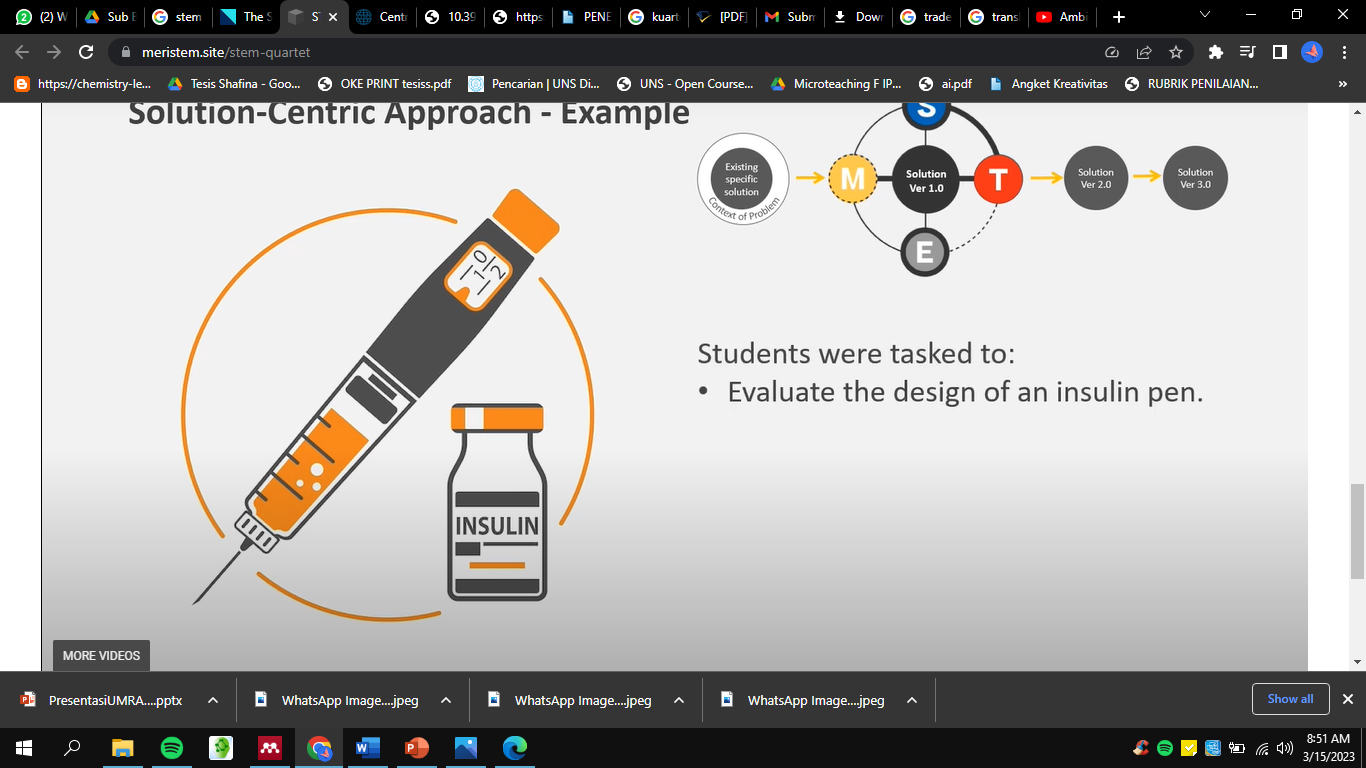 (2) W
Sub E
stem
The S
ST
Centr
10.39
https
PENE
kuart
[PDF]
Subm
Down
trade
trans
Ambi
meristem.site/stem-quartet
https://chemistry-le...
Tesis Shafina - Goo...
OKE PRINT tesiss.pdf
Pencarian | UNS Di...
UNS - Open Course...
Microteaching F IP...
ai.pdf
Angket Kreativitas
RUBRIK PENILAIAN...
»
Solution-Centric Approach - Example
S
Existing
specific
solution
Context of Problem
M
Solution
Ver 1.0
T
Solution
Ver 2.0
Solution
Ver 3.0
E
0
1
2
Students were tasked to:
• Evaluate the design of an insulin pen.
INSULIN
MORE VIDEOS
PresentasiUMRA....pptx
WhatsApp Image....jpeg
WhatsApp Image....jpeg
WhatsApp Image....jpeg
Show all
8:51 AM
3/15/2023